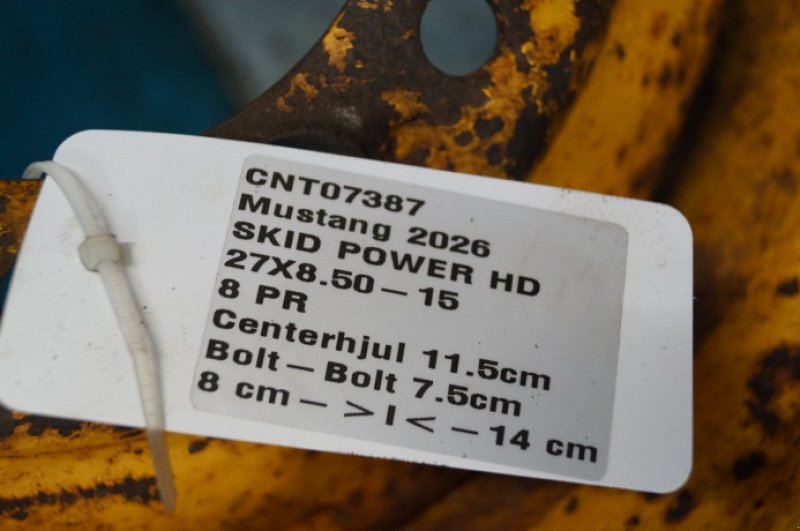 CNT07387
Mustang 2026
SKID POWER HD
27X8.50-15
8 PR
Centerhjul 11.5cm
Bolt-Bolt 7.5cm
8 cm-> I <-14 cm